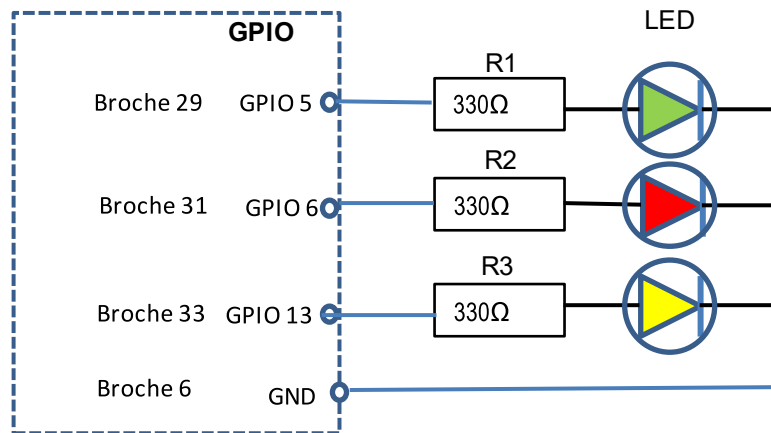 GPIO
LED
R1
Broche 29 GPIO 5 330Ω
R2
Broche 31 GPIO 6 330Ω
R3
Broche 33 GPIO 13 330Ω
Broche 6 GND